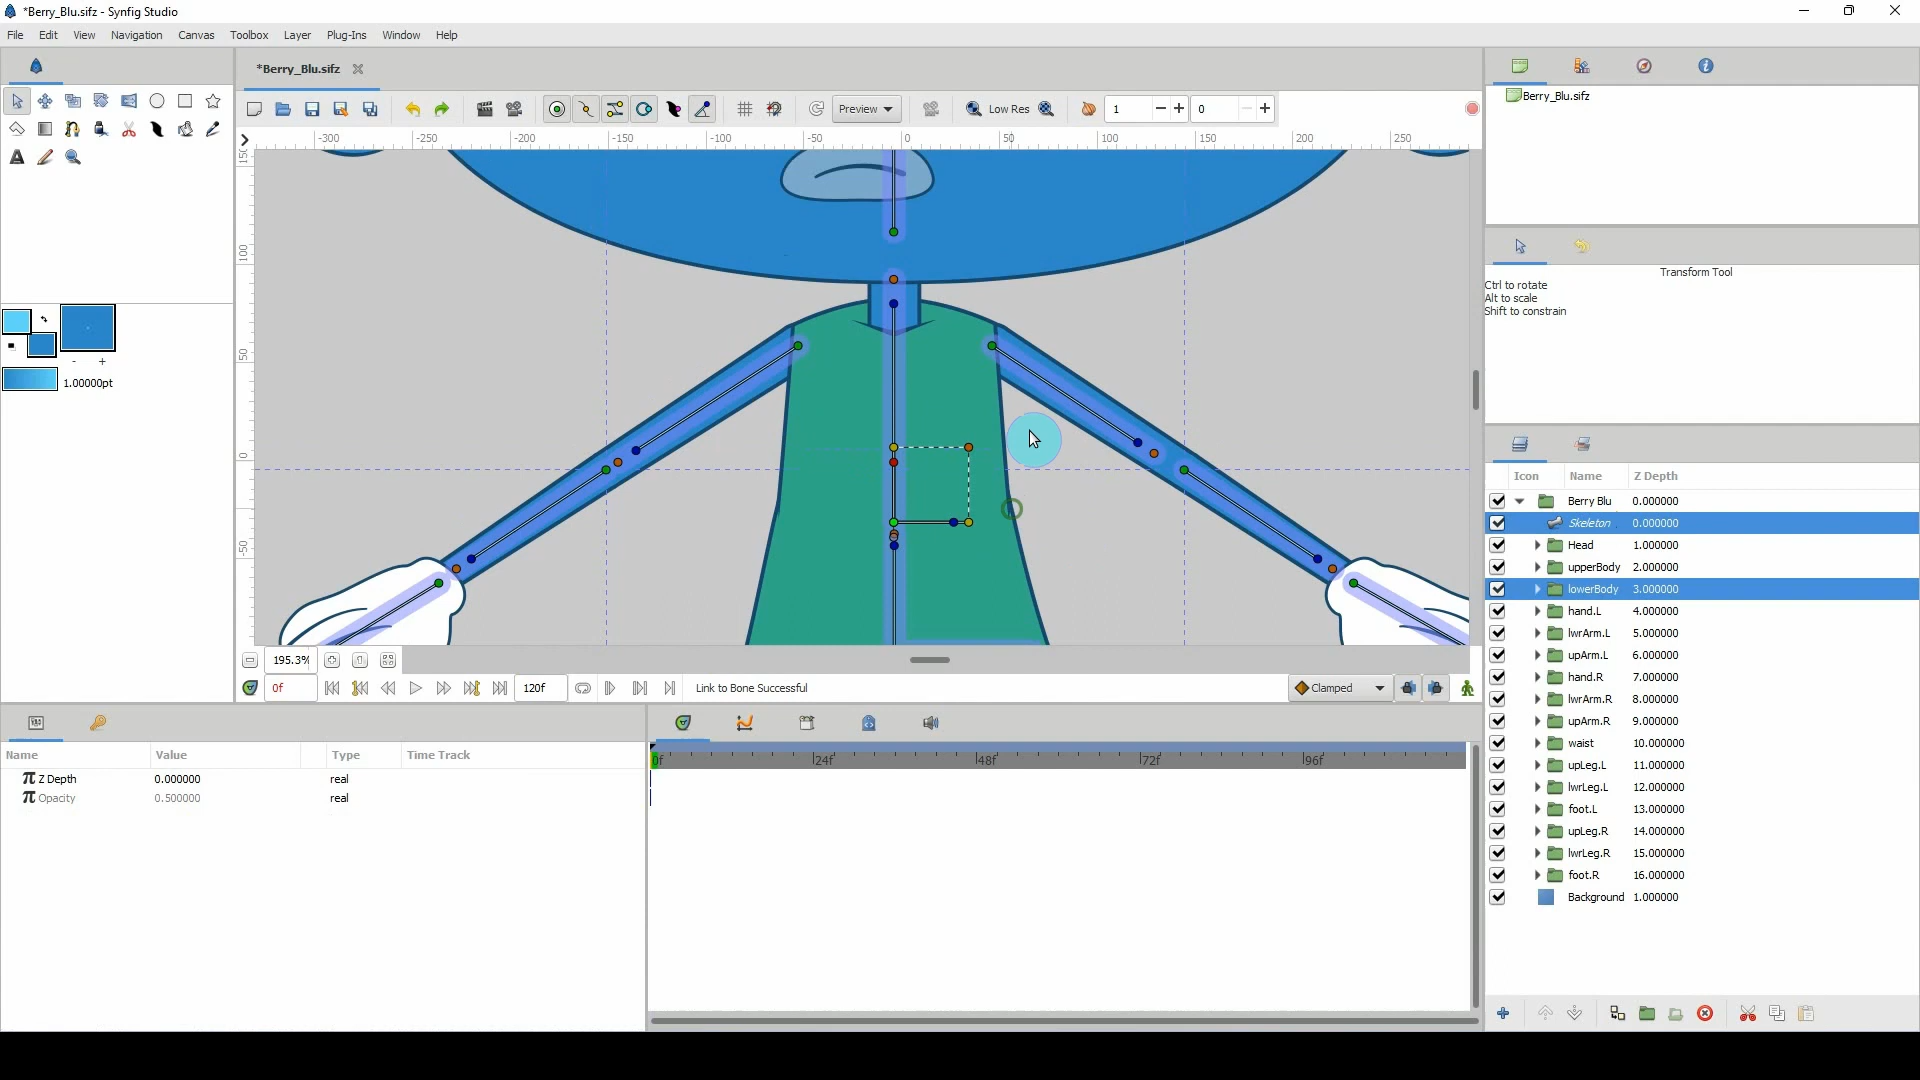 *Berry_Blu.sifz - Synfig Studio
File Edit View Navigation Canvas Toolbox Layer Plug-Ins Window Help
*Berry_Blu.sifz
Preview Low Res 1 0
-300 -250 -200 -150 -100 -50 0 50 100 150 200 250
150
100
50
0
-50
1.00000pt
195.3%
0f 120f Link to Bone Successful Clamped
Name Value Type Time Track
Z Depth 0.000000 real
Opacity 0.500000 real
0f 24f 48f 72f 96f
Berry_Blu.sifz
Transform Tool
Ctrl to rotate
Alt to scale
Shift to constrain
Icon Name Z Depth
Berry Blu 0.000000
Skeleton 0.000000
Head 1.000000
upperBody 2.000000
lowerBody 3.000000
hand.L 4.000000
lwrArm.L 5.000000
upArm.L 6.000000
hand.R 7.000000
lwrArm.R 8.000000
upArm.R 9.000000
waist 10.000000
upLeg.L 11.000000
lwrLeg.L 12.000000
foot.L 13.000000
upLeg.R 14.000000
lwrLeg.R 15.000000
foot.R 16.000000
Background 1.000000